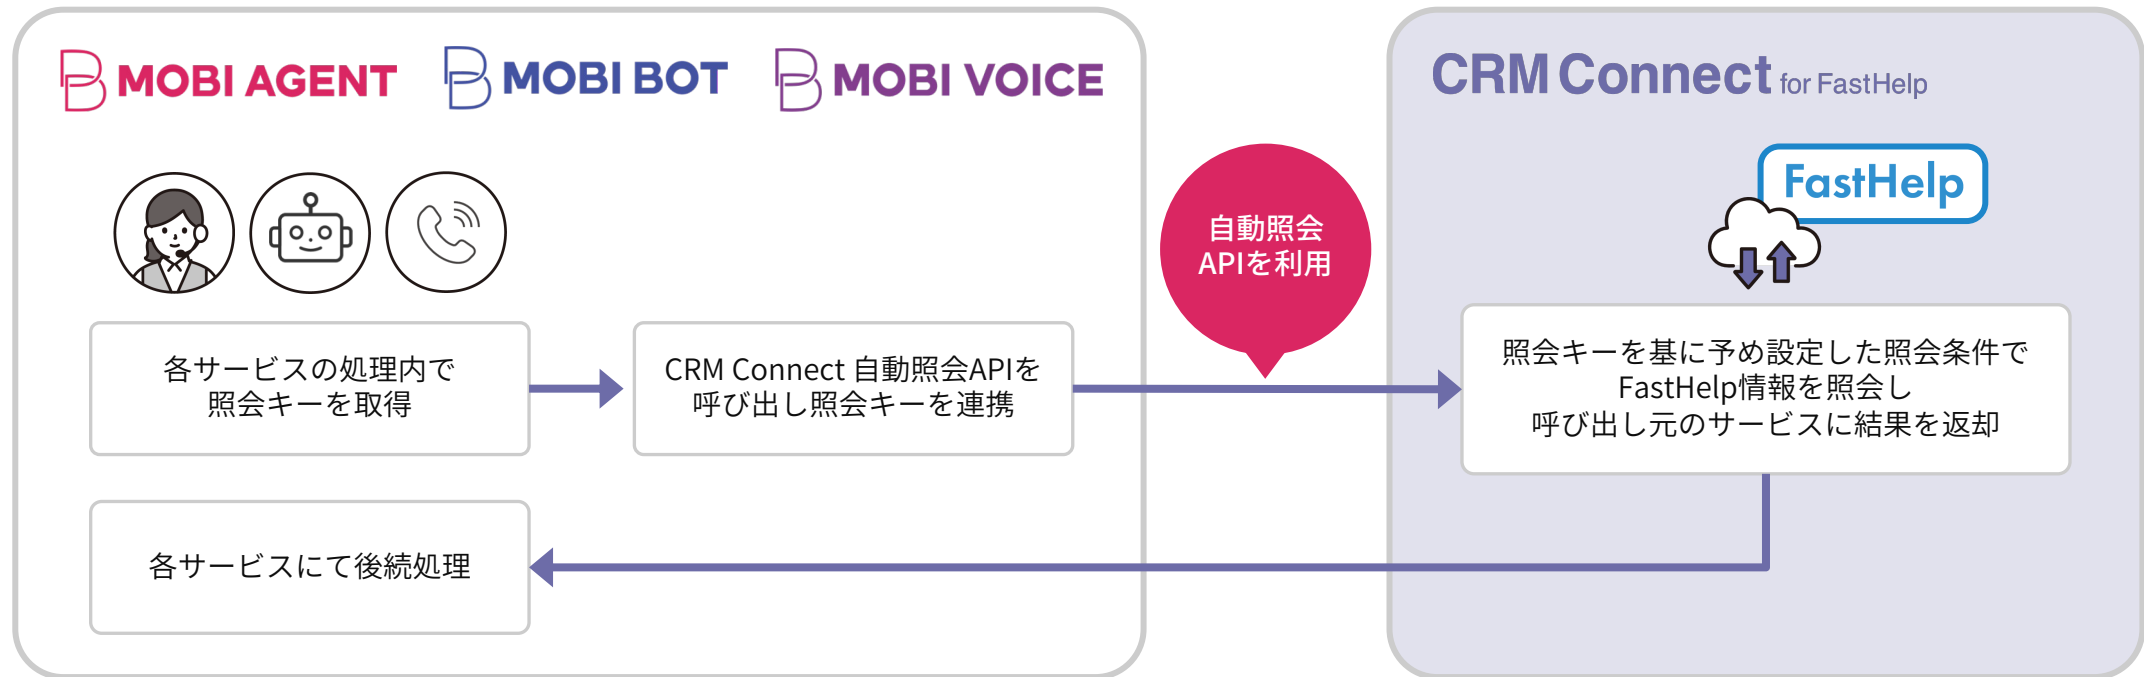 MOBI AGENT
MOBI BOT
MOBI VOICE
各サービスの処理内で
照会キーを取得
CRM Connect 自動照会APIを
呼び出し照会キーを連携
自動照会
APIを利用
CRM Connect for FastHelp
FastHelp
照会キーを基に予め設定した照会条件で
FastHelp情報を照会し
呼び出し元のサービスに結果を返却
各サービスにて後続処理